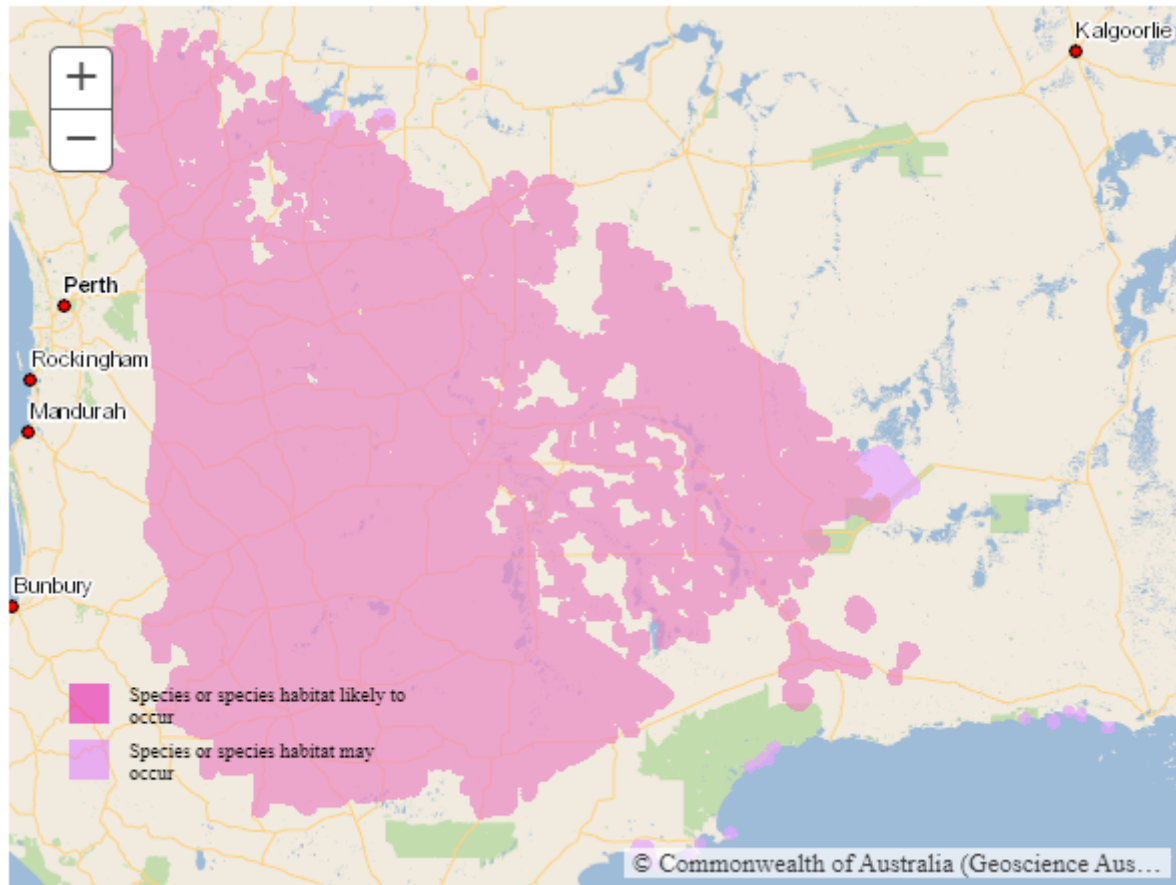 Kalgoorlie
+
−
Perth
Rockingham
Mandurah
Bunbury
Species or species habitat likely to
occur
Species or species habitat may
occur
© Commonwealth of Australia (Geoscience Aus…